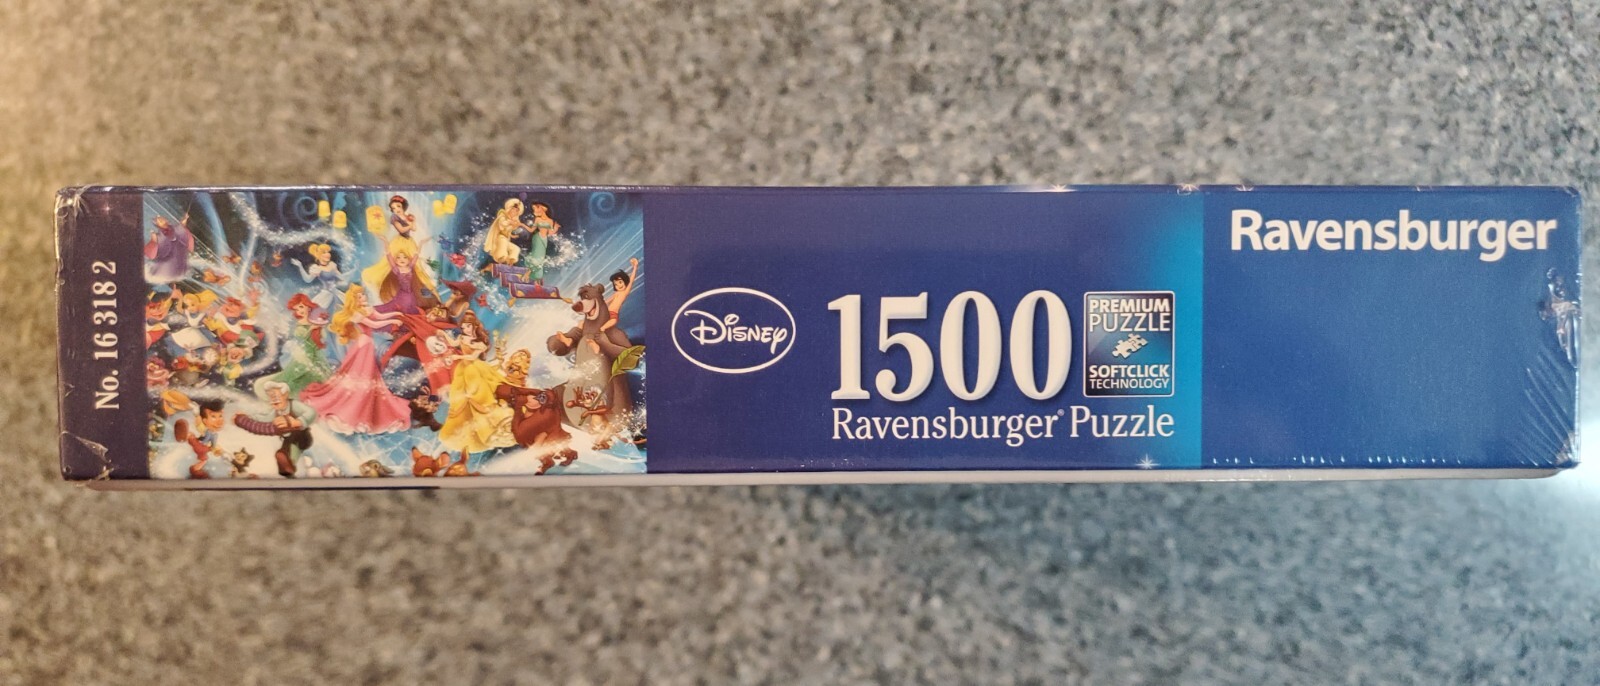 No. 16 318 2
Disney
1500
Ravensburger® Puzzle
PREMIUM
PUZZLE
SOFTCLICK
TECHNOLOGY
Ravensburger